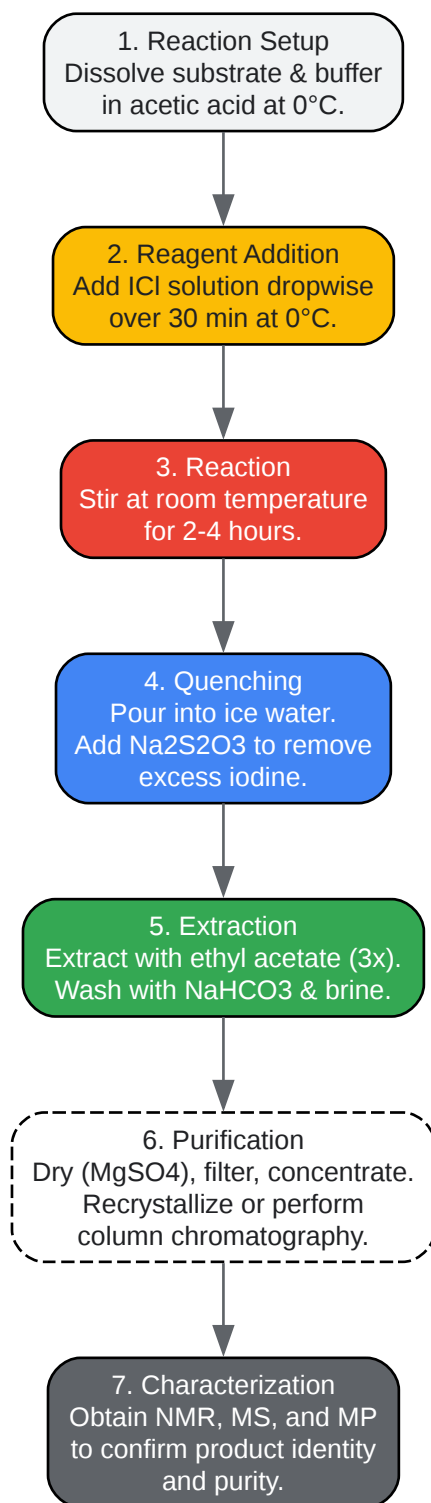 1. Reaction Setup
Dissolve substrate & buffer
in acetic acid at 0°C.
2. Reagent Addition
Add ICl solution dropwise
over 30 min at 0°C.
3. Reaction
Stir at room temperature
for 2-4 hours.
4. Quenching
Pour into ice water.
Add Na2S2O3 to remove
excess iodine.
5. Extraction
Extract with ethyl acetate (3x).
Wash with NaHCO3 & brine.
6. Purification
Dry (MgSO4), filter, concentrate.
Recrystallize or perform
column chromatography.
7. Characterization
Obtain NMR, MS, and MP
to confirm product identity
and purity.